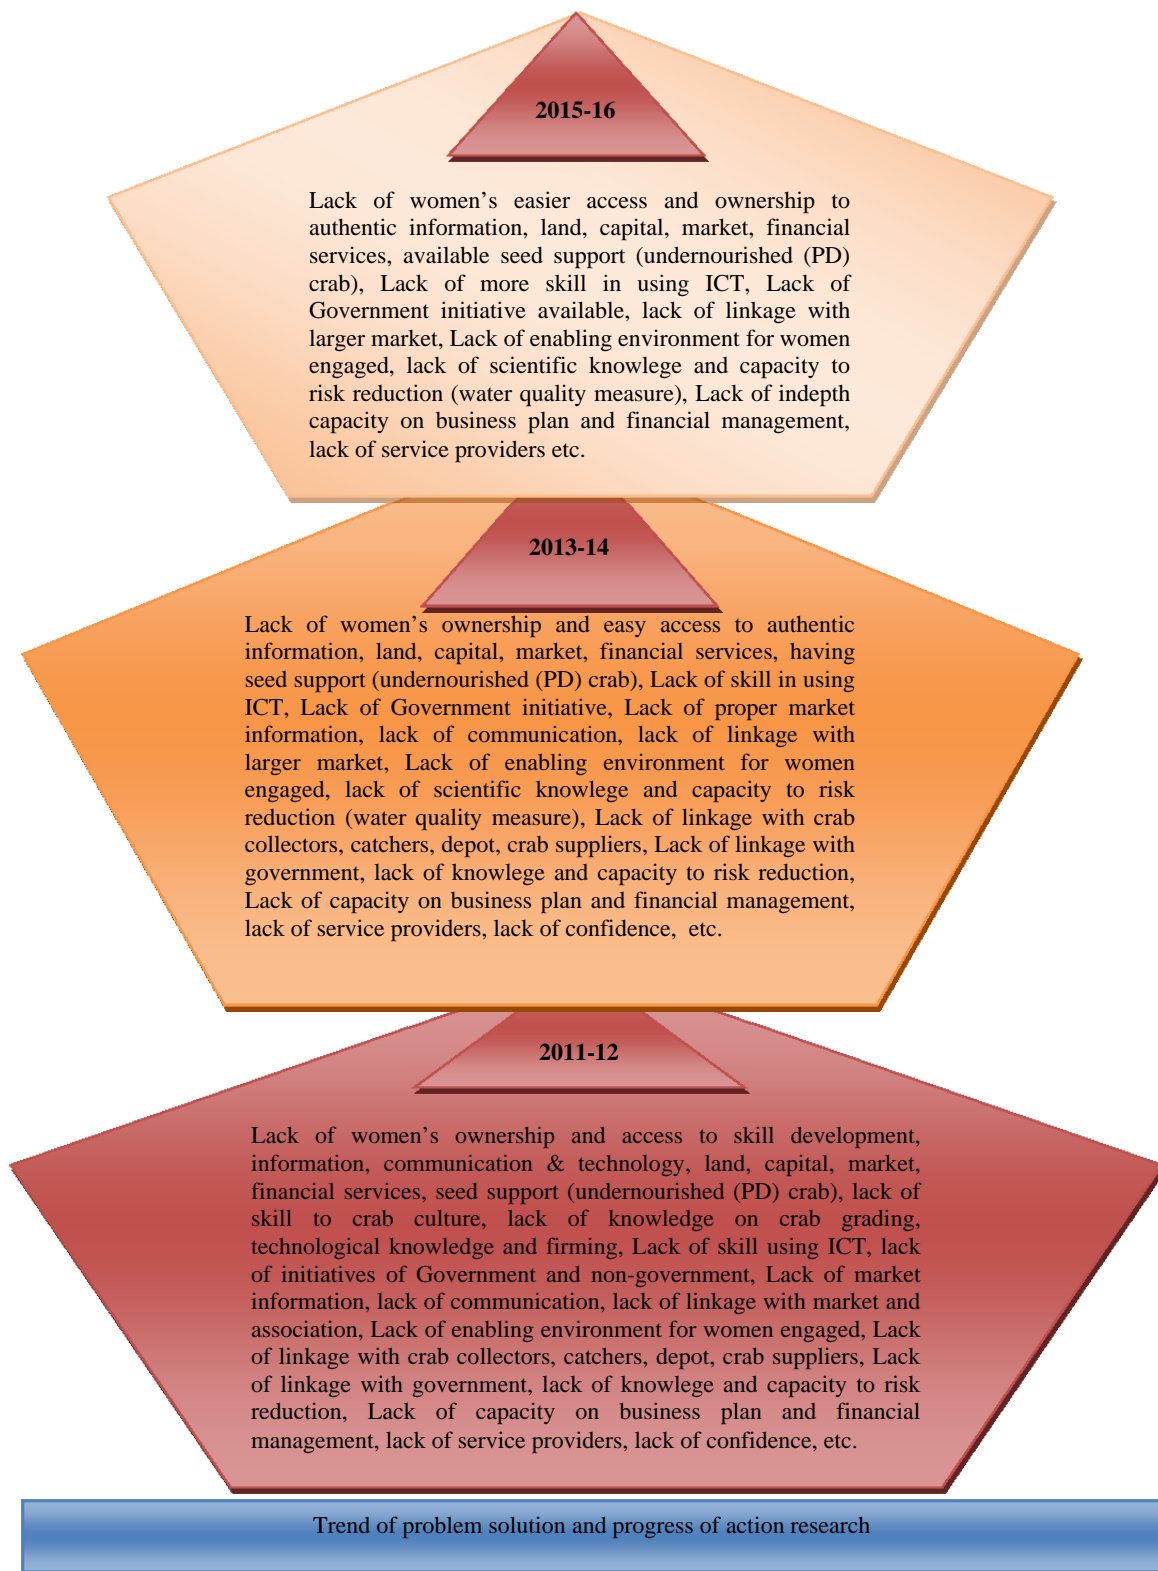 2015-16
Lack of women’s easier access and ownership to
authentic information, land, capital, market, financial
services, available seed support (undernourished (PD)
crab), Lack of more skill in using ICT, Lack of
Government initiative available, lack of linkage with
larger market, Lack of enabling environment for women
engaged, lack of scientific knowlege and capacity to
risk reduction (water quality measure), Lack of indepth
capacity on business plan and financial management,
lack of service providers etc.
2013-14
Lack of women’s ownership and easy access to authentic
information, land, capital, market, financial services, having
seed support (undernourished (PD) crab), Lack of skill in using
ICT, Lack of Government initiative, Lack of proper market
information, lack of communication, lack of linkage with
larger market, Lack of enabling environment for women
engaged, lack of scientific knowlege and capacity to risk
reduction (water quality measure), Lack of linkage with crab
collectors, catchers, depot, crab suppliers, Lack of linkage with
government, lack of knowlege and capacity to risk reduction,
Lack of capacity on business plan and financial management,
lack of service providers, lack of confidence,  etc.
2011-12
Lack of women’s ownership and access to skill development,
information, communication & technology, land, capital, market,
financial services, seed support (undernourished (PD) crab), lack of
skill to crab culture, lack of knowledge on crab grading,
technological knowledge and firming, Lack of skill using ICT, lack
of initiatives of Government and non-government, Lack of market
information, lack of communication, lack of linkage with market and
association, Lack of enabling environment for women engaged, Lack
of linkage with crab collectors, catchers, depot, crab suppliers, Lack
of linkage with government, lack of knowlege and capacity to risk
reduction, Lack of capacity on business plan and financial
management, lack of service providers, lack of confidence, etc.
Trend of problem solution and progress of action research